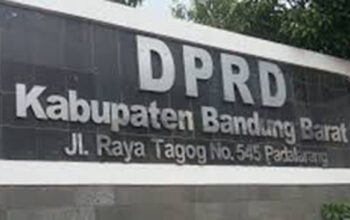 DPRD
Kabupaten Bandung Barat
Jl. Raya Tagog No. 545 Padalarang